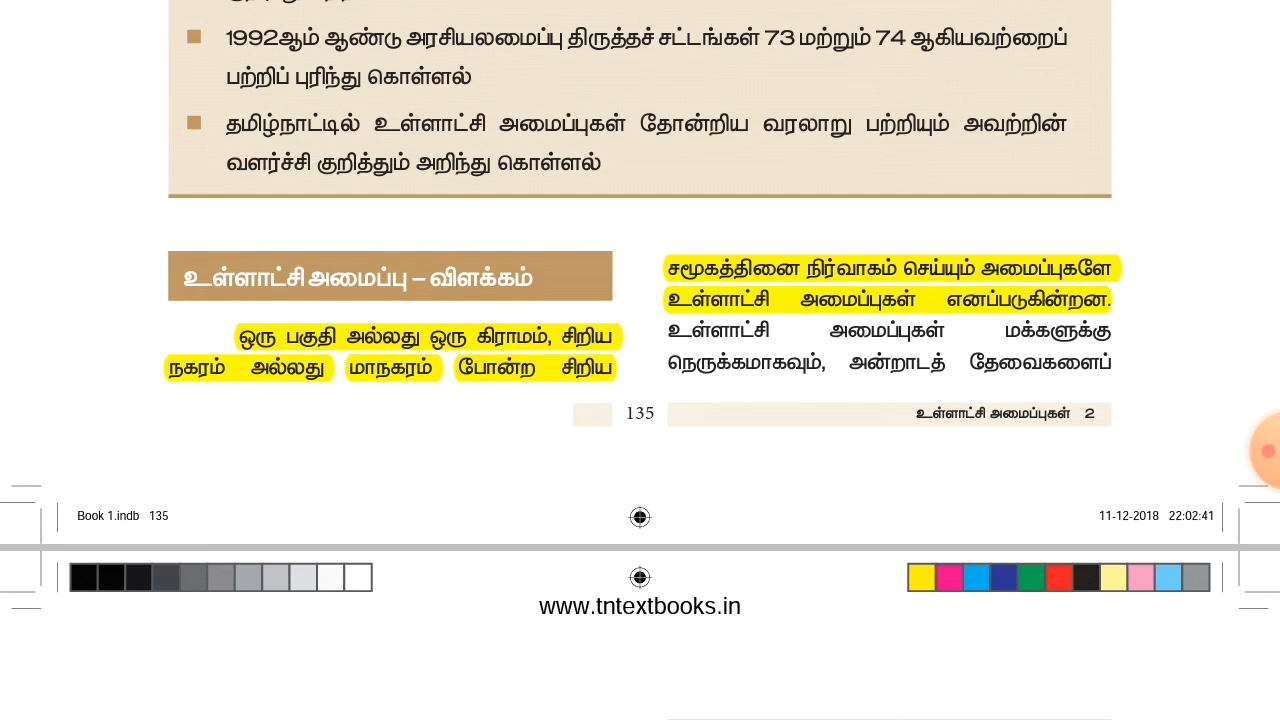 1992ஆம் ஆண்டு அரசியலமைப்பு திருத்தச் சட்டங்கள் 73 மற்றும் 74 ஆகியவற்றைப்
பற்றிப் புரிந்து கொள்ளல்
தமிழ்நாட்டில் உள்ளாட்சி அமைப்புகள் தோன்றிய வரலாறு பற்றியும் அவற்றின்
வளர்ச்சி குறித்தும் அறிந்து கொள்ளல்
உள்ளாட்சி அமைப்பு – விளக்கம்
ஒரு பகுதி அல்லது ஒரு கிராமம், சிறிய
நகரம் அல்லது மாநகரம் போன்ற சிறிய
சமூகத்தினை நிர்வாகம் செய்யும் அமைப்புகளே
உள்ளாட்சி அமைப்புகள் எனப்படுகின்றன.
உள்ளாட்சி அமைப்புகள் மக்களுக்கு
நெருக்கமாகவும், அன்றாடத் தேவைகளைப்
135
உள்ளாட்சி அமைப்புகள் 2
Book 1.indb 135
11-12-2018 22:02:41
www.tntextbooks.in